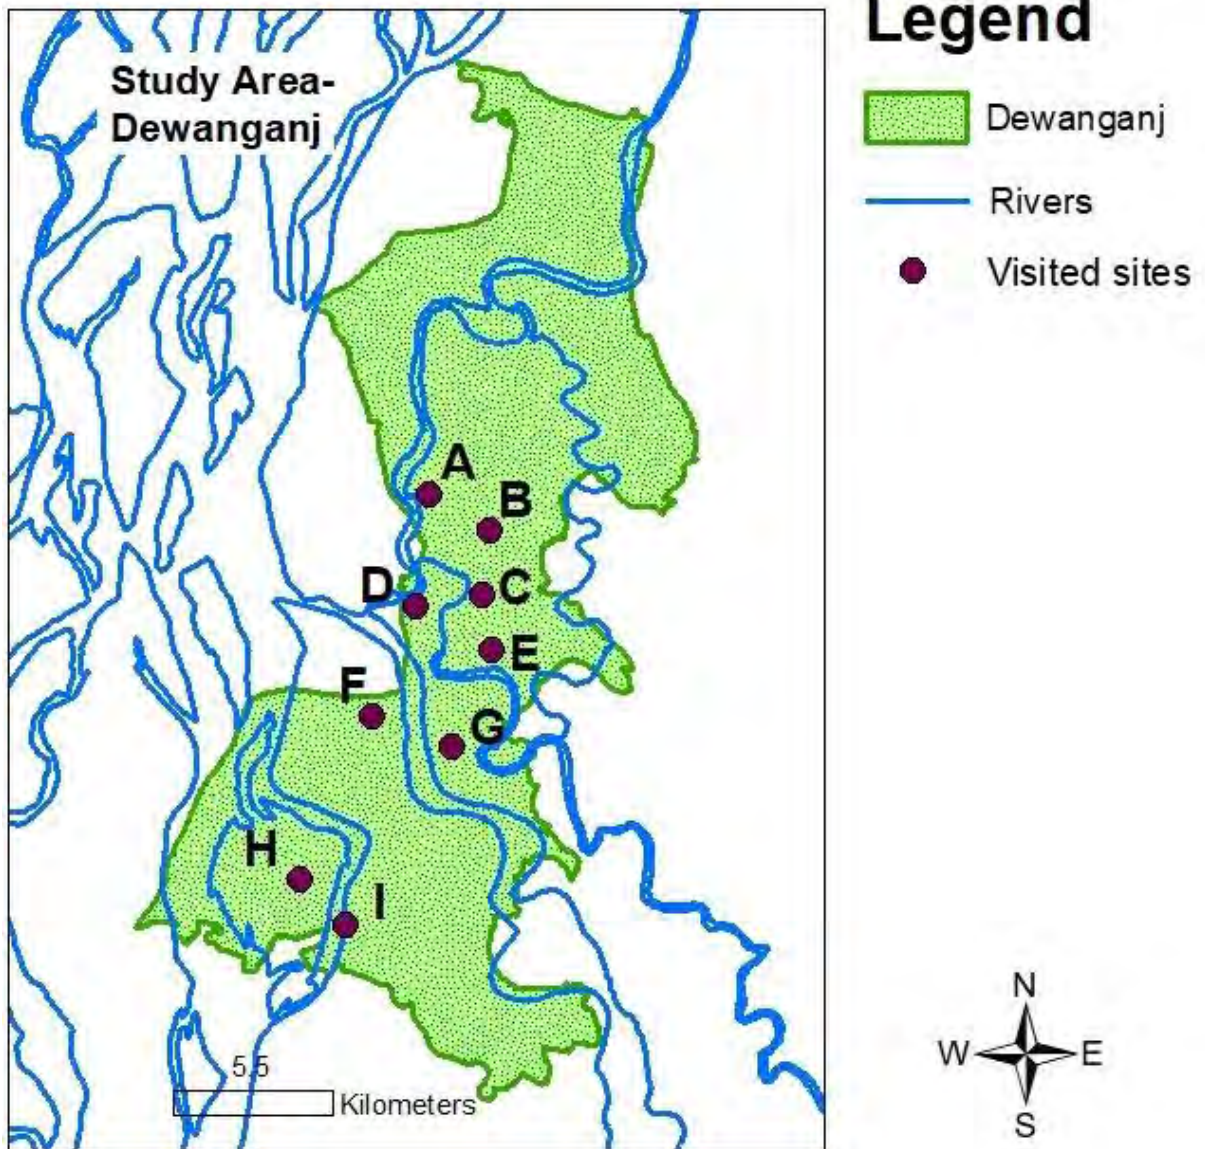 Study Area-
Dewanganj
A
B
C
D
E
F
G
H
I
5.5
Kilometers
Legend
Dewanganj
Rivers
Visited sites
N
W E
S